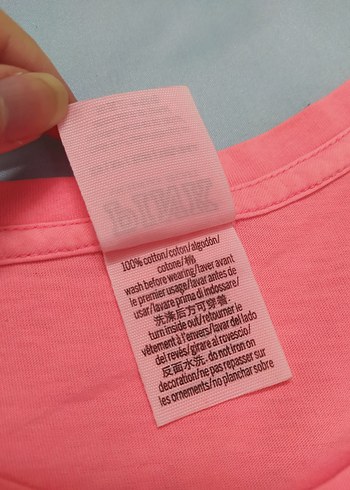 100% cotton/coton/algodón/
cotone/棉
wash before wearing/laver avant
le premier usage/lavar antes de
usar/lavare prima di indossare/
洗涤后方可穿着.
turn inside out/retourner le
vêtement à l'envers/lavar del lado
del revés/girare al rovescio/
反面水洗. do not iron on
decoration/ne pas repasser sur
les ornements/no planchar sobre